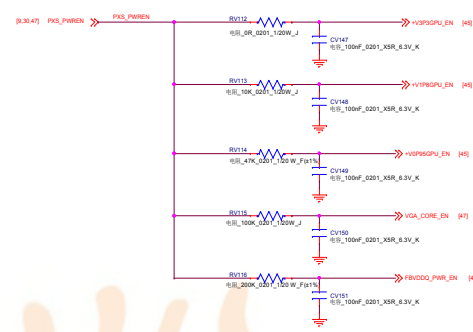 [9,30,47] PXS_PWREN
PXS_PWREN
RV112
电阻_0R_0201_1/20W_J
+V3P3GPU_EN [45]
CV147
电容_100nF_0201_X5R_6.3V_K
RV113
电阻_10K_0201_1/20W_J
+V1P8GPU_EN [45]
CV148
电容_100nF_0201_X5R_6.3V_K
RV114
电阻_47K_0201_1/20 W_F(±1%)
+V0P95GPU_EN [45]
CV149
电容_100nF_0201_X5R_6.3V_K
RV115
电阻_100K_0201_1/20W_J
VGA_CORE_EN [47]
CV150
电容_100nF_0201_X5R_6.3V_K
RV116
电阻_200K_0201_1/20 W_F(±1%)
FBVDDQ_PWR_EN [4
CV151
电容_100nF_0201_X5R_6.3V_K